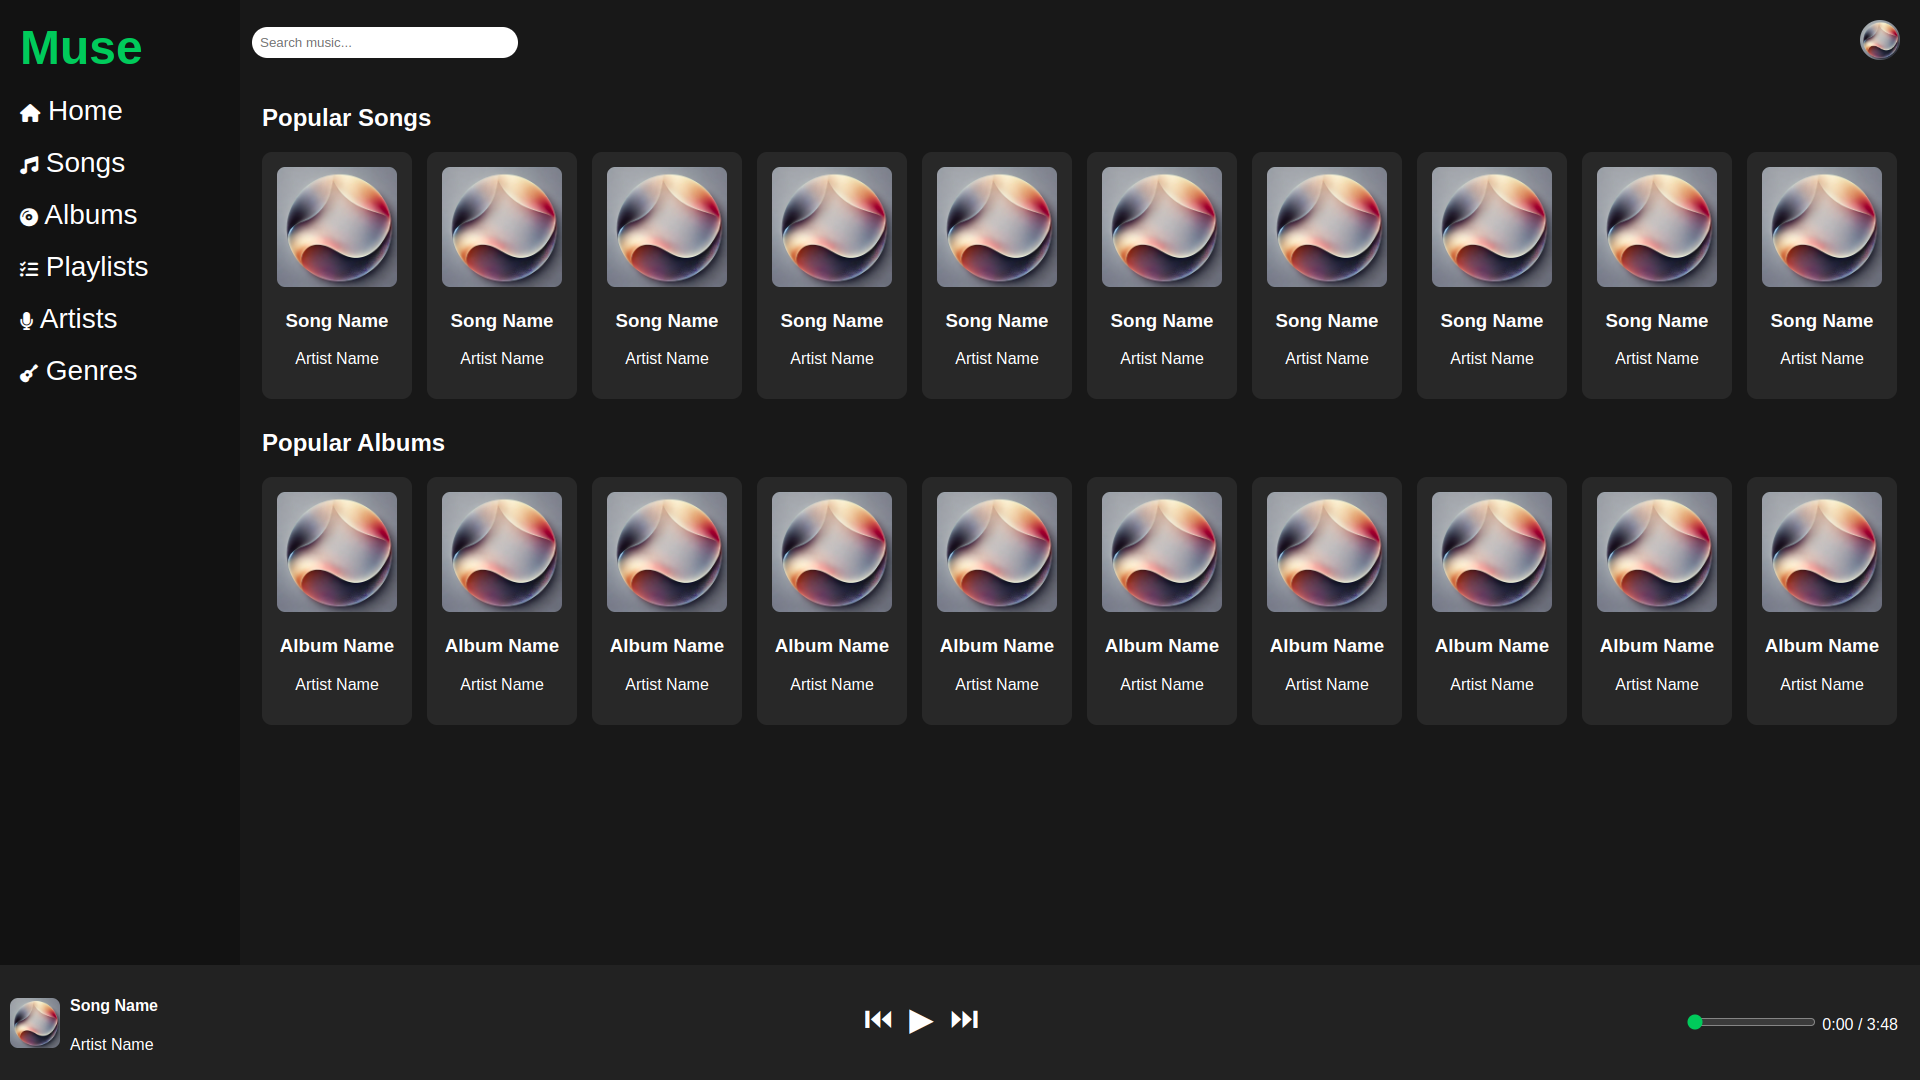 Muse
Home
Songs
Albums
Playlists
Artists
Genres
Search music...
Popular Songs
Song Name Song Name Song Name Song Name Song Name Song Name Song Name Song Name Song Name Song Name
Artist Name Artist Name Artist Name Artist Name Artist Name Artist Name Artist Name Artist Name Artist Name Artist Name
Popular Albums
Album Name Album Name Album Name Album Name Album Name Album Name Album Name Album Name Album Name Album Name
Artist Name Artist Name Artist Name Artist Name Artist Name Artist Name Artist Name Artist Name Artist Name Artist Name
Song Name
Artist Name
0:00 / 3:48